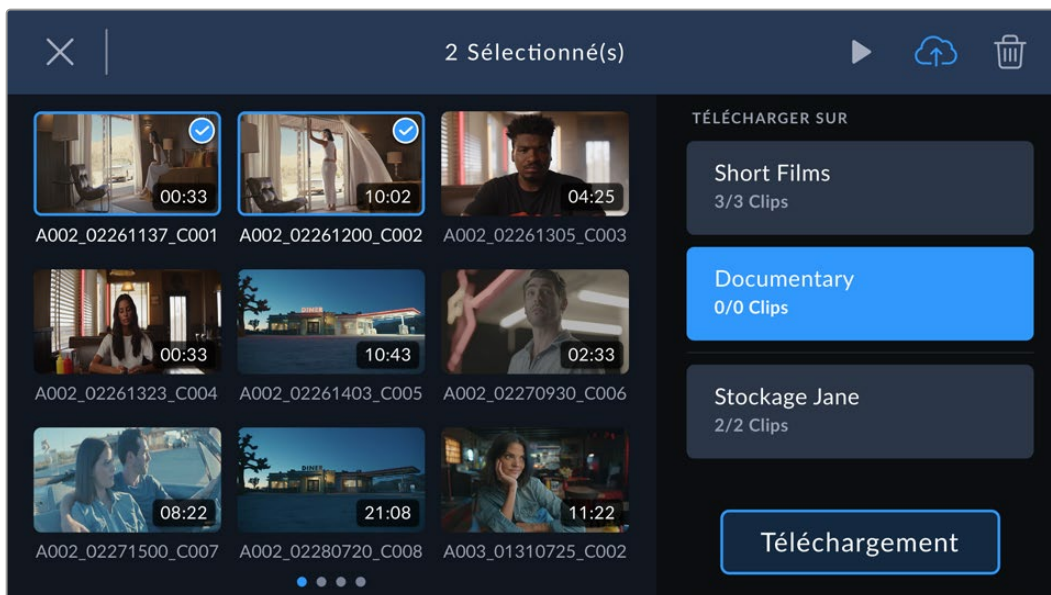 2 Sélectionné(s)
00:33
10:02
04:25
A002_02261137_C001
A002_02261200_C002
A002_02261305_C003
00:33
DINER
10:43
02:33
A002_02261323_C004
A002_02261403_C005
A002_02270930_C006
08:22
DINER
21:08
11:22
A002_02271500_C007
A002_02280720_C008
A003_01310725_C002
TÉLÉCHARGER SUR
Short Films
3/3 Clips
Documentary
0/0 Clips
Stockage Jane
2/2 Clips
Téléchargement